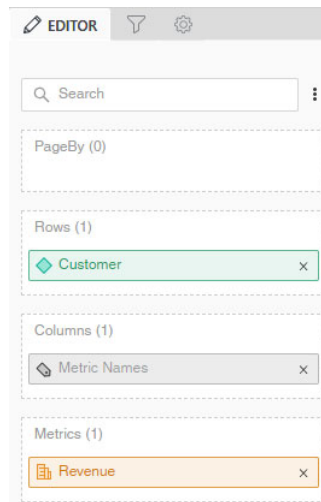 EDITOR
Search
PageBy (0)
Rows (1)
Customer
Columns (1)
Metric Names
Metrics (1)
Revenue